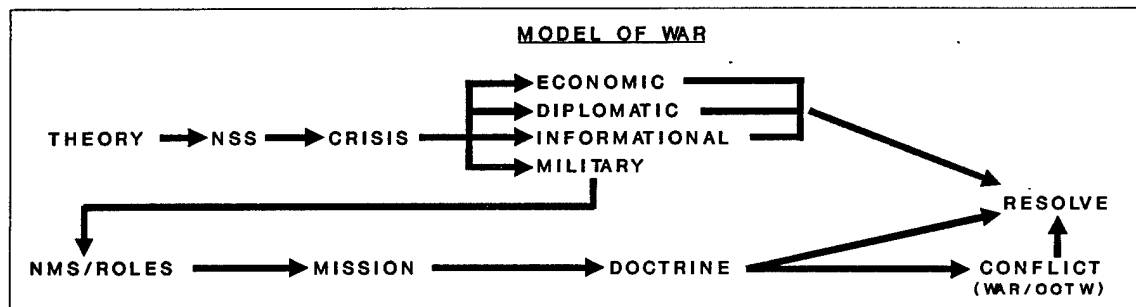 MODEL OF WAR
ECONOMIC
DIPLOMATIC
THEORY NSS CRISIS INFORMATIONAL
MILITARY
RESOLVE
NMS/ROLES MISSION DOCTRINE CONFLICT
(WAR/OOTW)